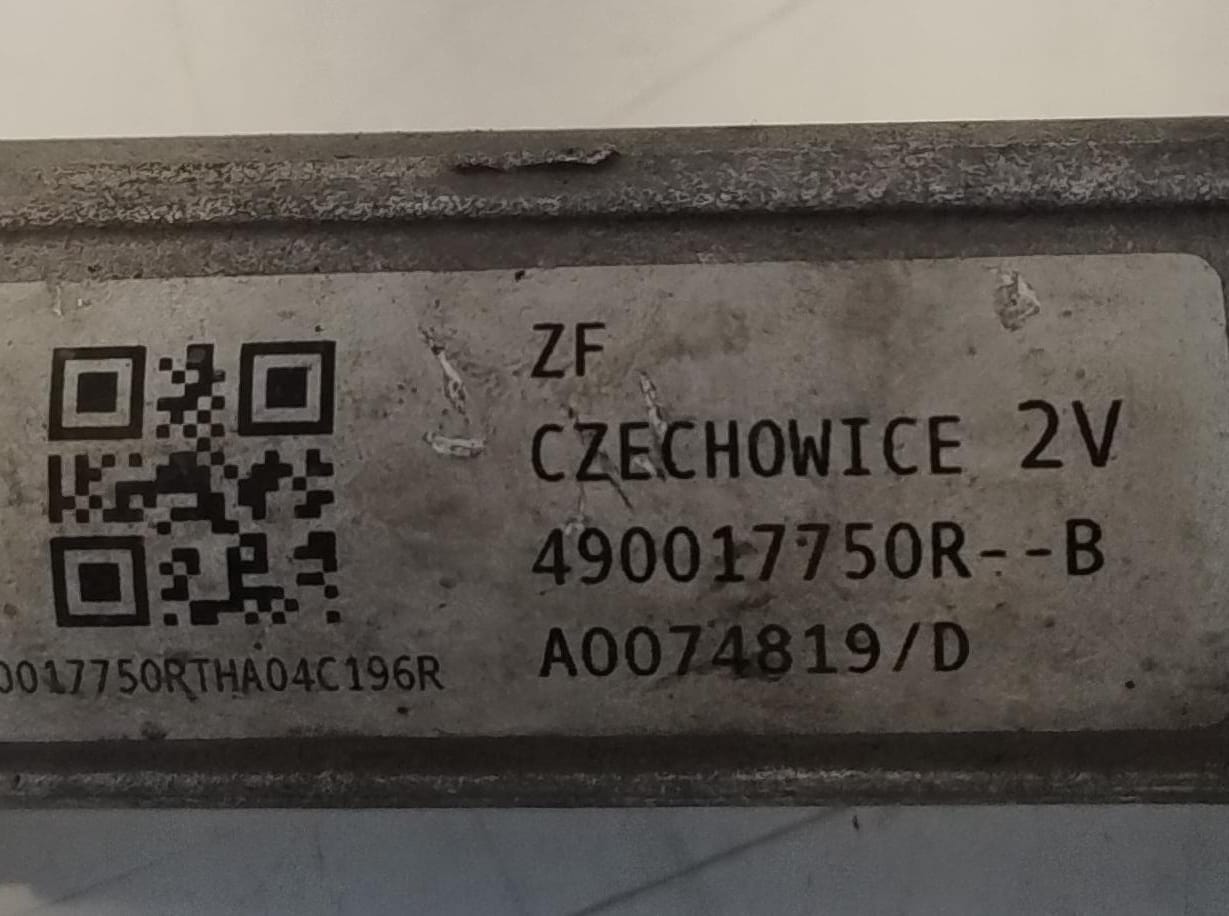 ZF
CZECHOWICE 2V
490017750R--B
A0074819/D
0017750RTHA04C196R